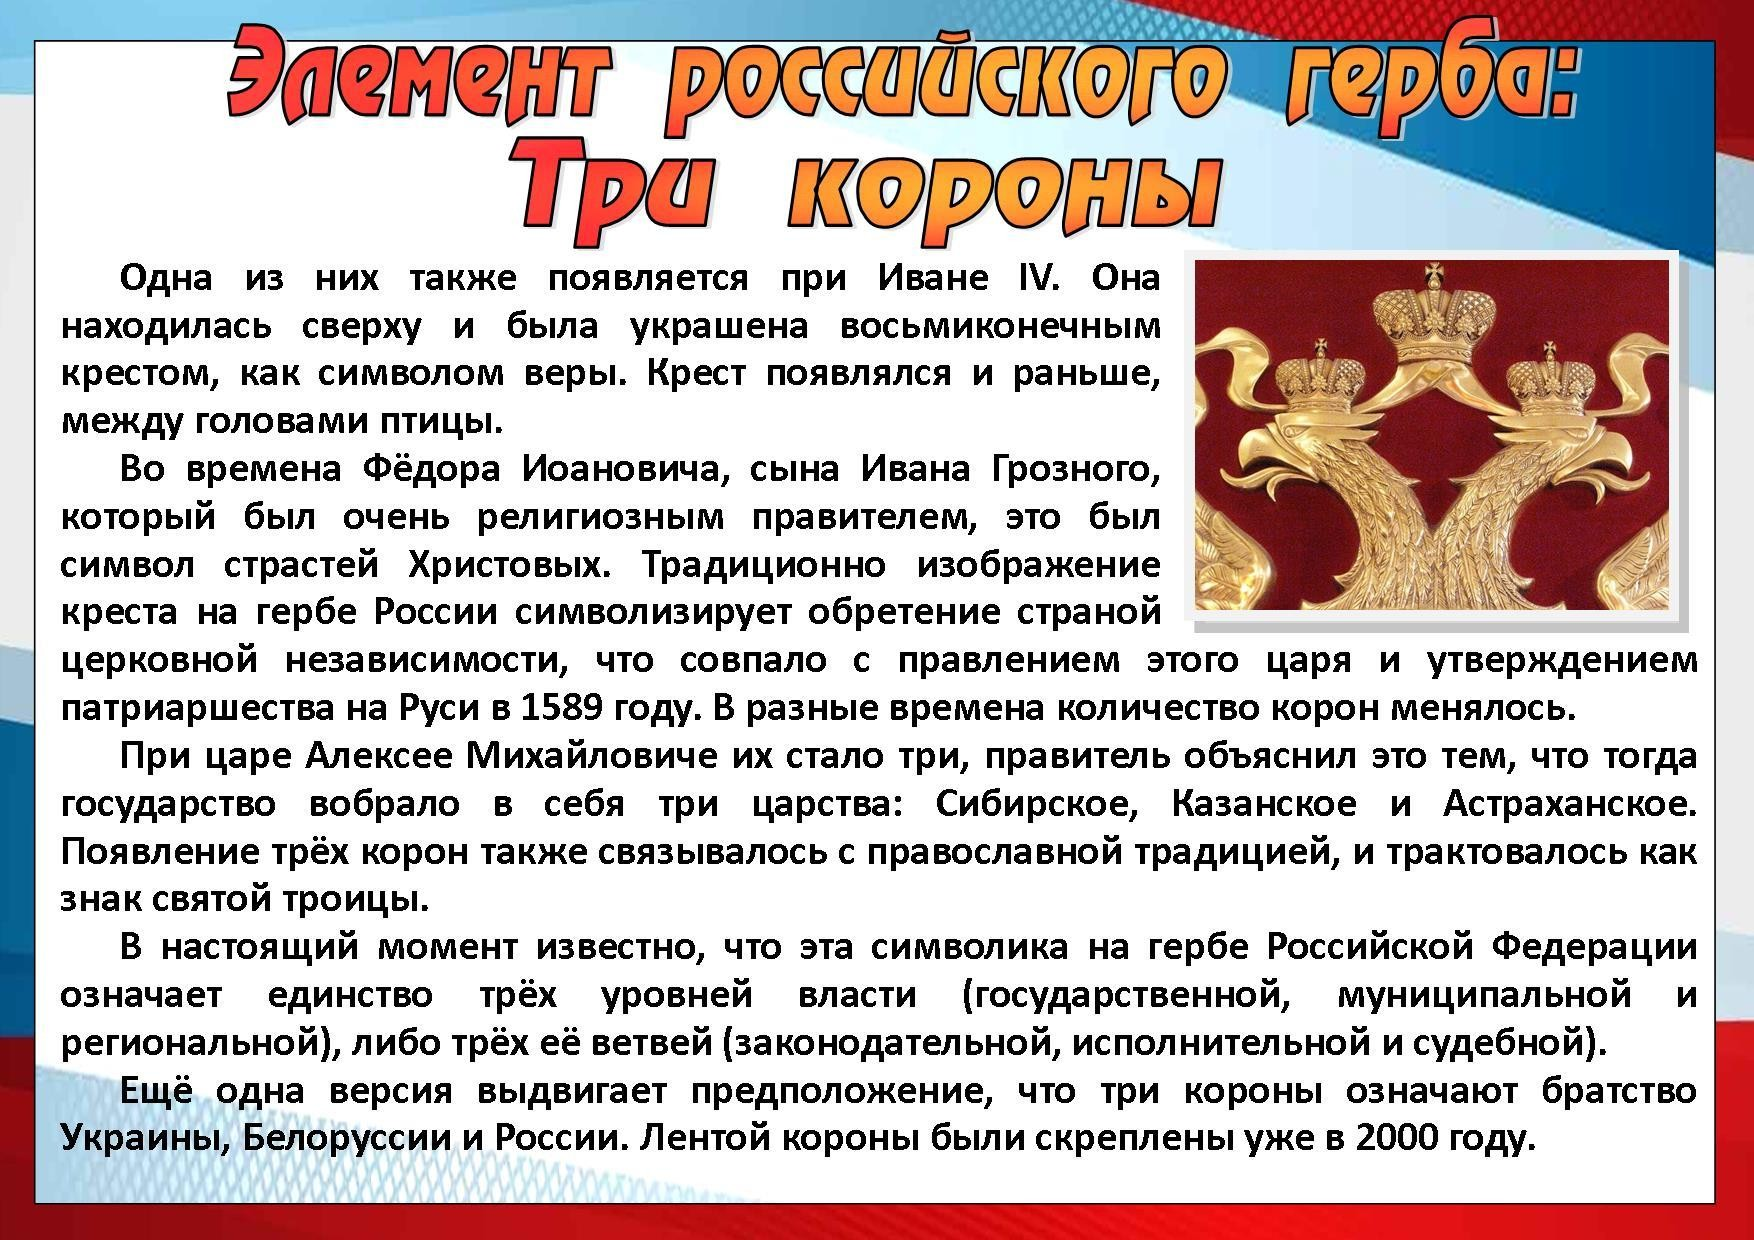 Элемент российского герба:
Три короны
Одна из них также появляется при Иване IV. Она
находилась сверху и была украшена восьмиконечным
крестом, как символом веры. Крест появлялся и раньше,
между головами птицы.
Во времена Фёдора Иоановича, сына Ивана Грозного,
который был очень религиозным правителем, это был
символ страстей Христовых. Традиционно изображение
креста на гербе России символизирует обретение страной
церковной независимости, что совпало с правлением этого царя и утверждением
патриаршества на Руси в 1589 году. В разные времена количество корон менялось.
При царе Алексее Михайловиче их стало три, правитель объяснил это тем, что тогда
государство вобрало в себя три царства: Сибирское, Казанское и Астраханское.
Появление трёх корон также связывалось с православной традицией, и трактовалось как
знак святой троицы.
В настоящий момент известно, что эта символика на гербе Российской Федерации
означает единство трёх уровней власти (государственной, муниципальной и
региональной), либо трёх её ветвей (законодательной, исполнительной и судебной).
Ещё одна версия выдвигает предположение, что три короны означают братство
Украины, Белоруссии и России. Лентой короны были скреплены уже в 2000 году.